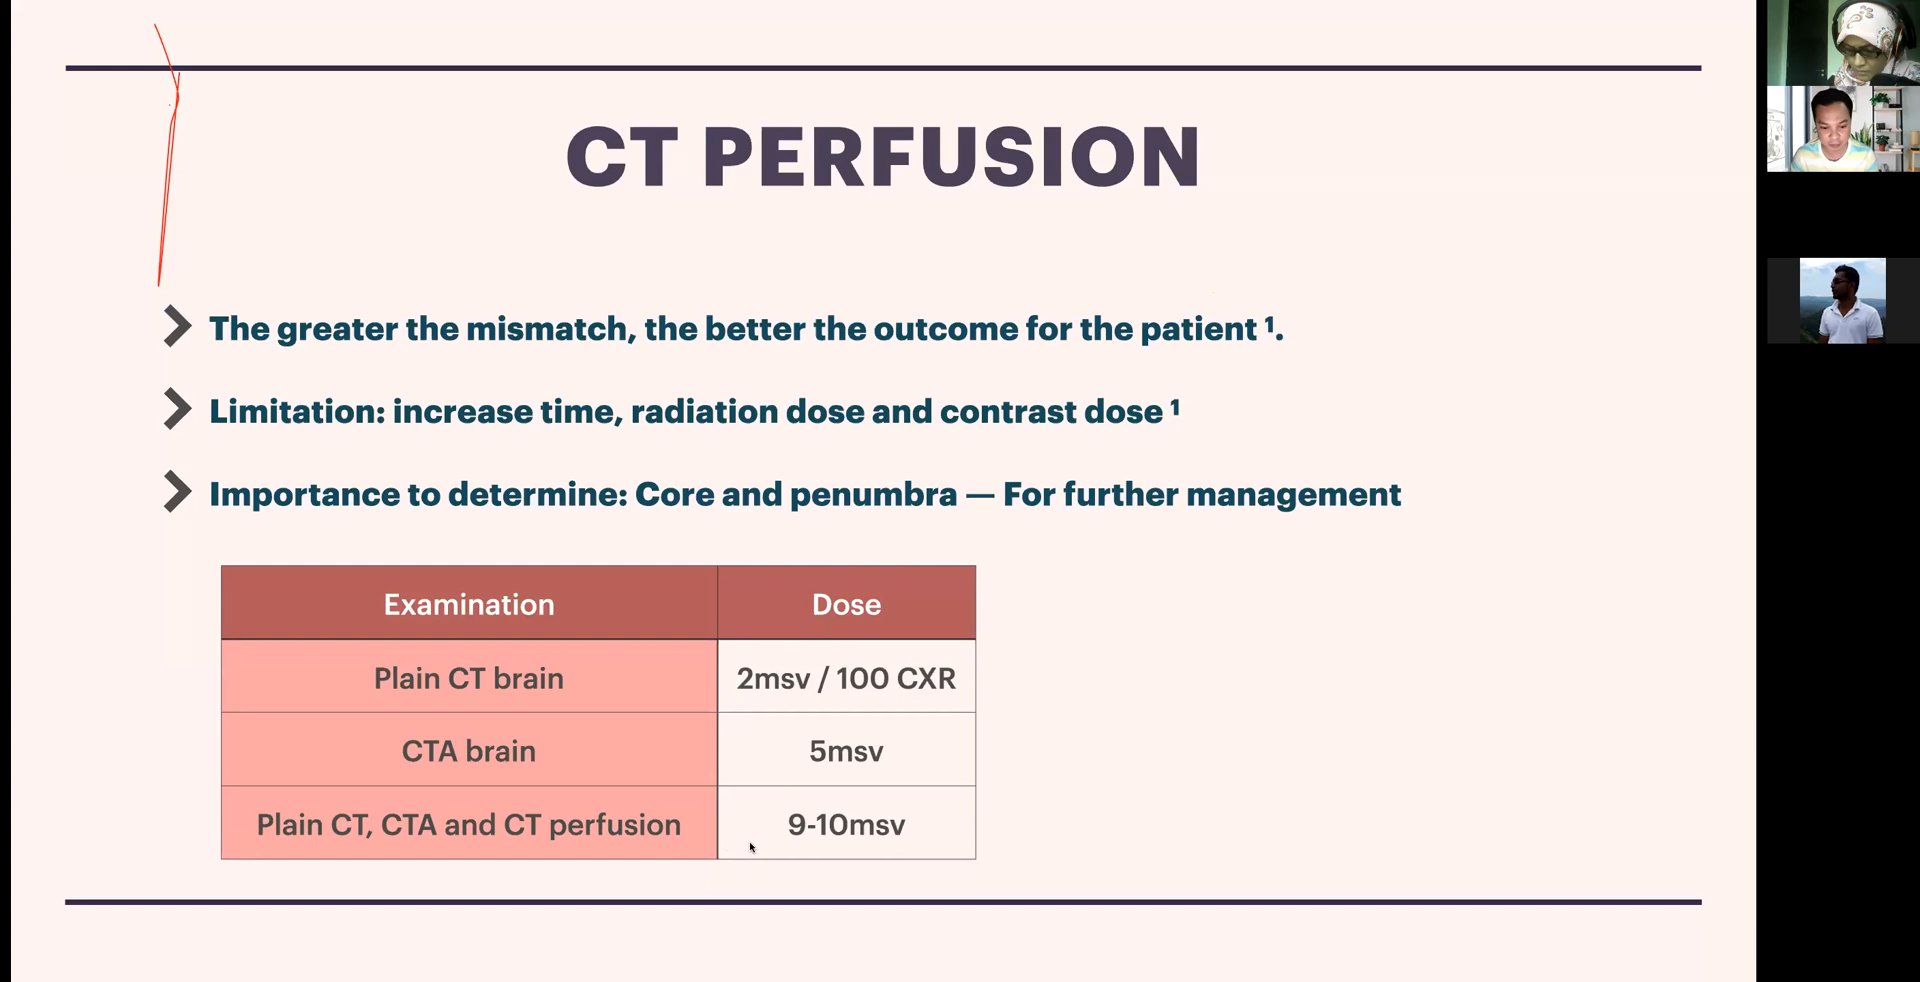 CT PERFUSION
The greater the mismatch, the better the outcome for the patient ¹.
Limitation: increase time, radiation dose and contrast dose ¹
Importance to determine: Core and penumbra — For further management
Examination Dose
Plain CT brain 2msv / 100 CXR
CTA brain 5msv
Plain CT, CTA and CT perfusion 9-10msv